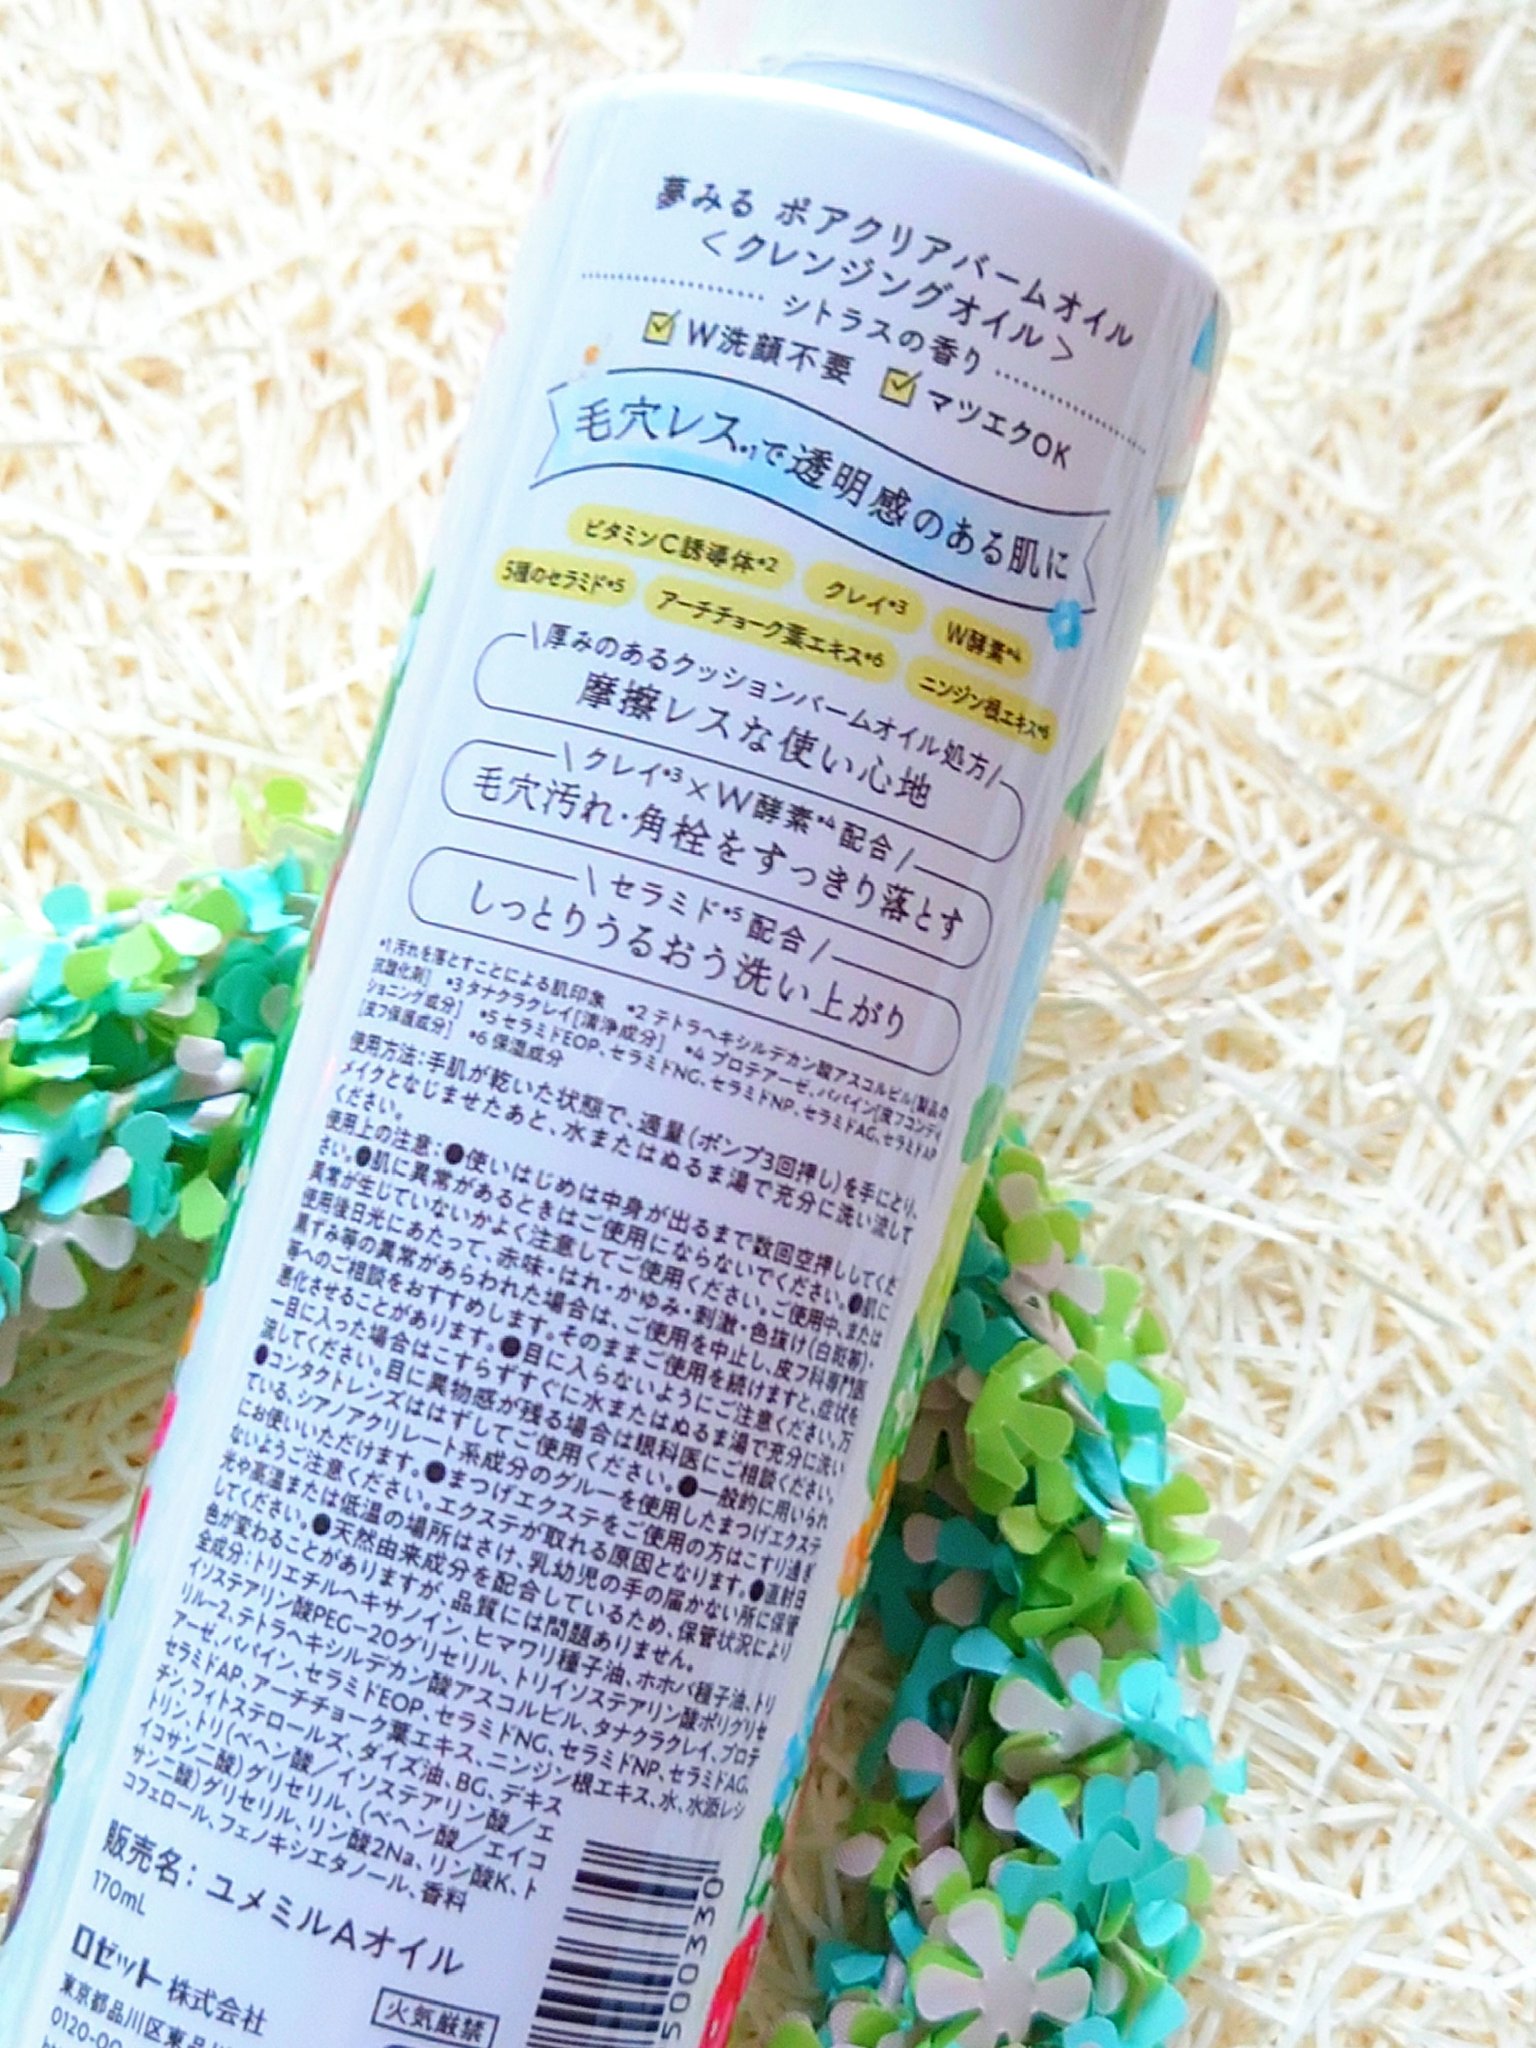 夢みる ポアクリアバームオイル
＜クレンジングオイル＞
シトラスの香り
W洗顔不要 マツエクOK
毛穴レス*1で透明感のある肌に
ビタミンC誘導体*2 クレイ*3 W酵素*4
5種のセラミド*5 アーチチョーク葉エキス*6 ニンジン根エキス*6
\厚みのあるクッションバームオイル処方/
摩擦レスな使い心地
\クレイ*3×W酵素*4配合/
毛穴汚れ・角栓をすっきり落とす
\セラミド*5配合/
しっとりうるおう洗い上がり
*1 汚れを落とすことによる肌印象 *2 テトラヘキシルデカン酸アスコルビル[製品の
抗酸化剤] *3 タナクラクレイ[清浄成分] *4 プロテアーゼ、パパイン[皮フコンディ
ショニング成分] *5 セラミドEOP、セラミドNG、セラミドNP、セラミドAG、セラミドAP
[皮フ保護成分] *6 保湿成分
使用方法：手肌が乾いた状態で、適量(ポンプ3回押し)を手にとり、
メイクとなじませたあと、水またはぬるま湯で充分に洗い流して
ください。
使用上の注意：●使いはじめは中身が出るまで数回空押ししてくだ
さい。●肌に異常があるときはご使用にならないでください。●肌に
異常が生じていないかよく注意してご使用ください。ご使用中、または
使用後日光にあたって、赤味・はれ・かゆみ・刺激・色抜け(白斑等)・
黒ずみ等の異常があらわれた場合は、ご使用を中止し、皮フ科専門医
等へのご相談をおすすめします。そのままご使用を続けますと、症状を
悪化させることがあります。●目に入らないようにご注意ください。万
一目に入った場合はこすらずすぐに水またはぬるま湯で充分に洗い
流してください。目に異物感が残る場合は眼科医にご相談ください。
●コンタクトレンズははずしてご使用ください。●一般的に用いられ
ている、シアノアクリレート系成分のグルーを使用したまつげエクステ
にお使いいただけます。●まつげエクステをご使用の方はこすり過ぎ
ないようご注意ください。エクステが取れる原因となります。●直射日
光や高温または低温の場所はさけ、乳幼児の手の届かない所に保管
してください。●天然由来成分を配合しているため、保管状況により
色が変わることがありますが、品質には問題ありません。
全成分：トリエチルヘキサノイン、ヒマワリ種子油、ホホバ種子油、トリ
イソステアリン酸PEG-20グリセリル、トリイソステアリン酸ポリグリセ
リル-2、テトラヘキシルデカン酸アスコルビル、タナクラクレイ、プロテ
アーゼ、パパイン、セラミドEOP、セラミドNG、セラミドNP、セラミドAG、
セラミドAP、アーチチョーク葉エキス、ニンジン根エキス、水、水添レシ
チン、フィトステロールズ、ダイズ油、BG、デキス
トリン、トリ(ベヘン酸／イソステアリン酸／エ
イコサン二酸)グリセリル、(ベヘン酸／エイコ
サン二酸)グリセリル、リン酸2Na、リン酸K、ト
コフェロール、フェノキシエタノール、香料
販売名：ユメミルAオイル
170mL
ロゼット株式会社
火気厳禁
東京都品川区東品
0120-00
500330